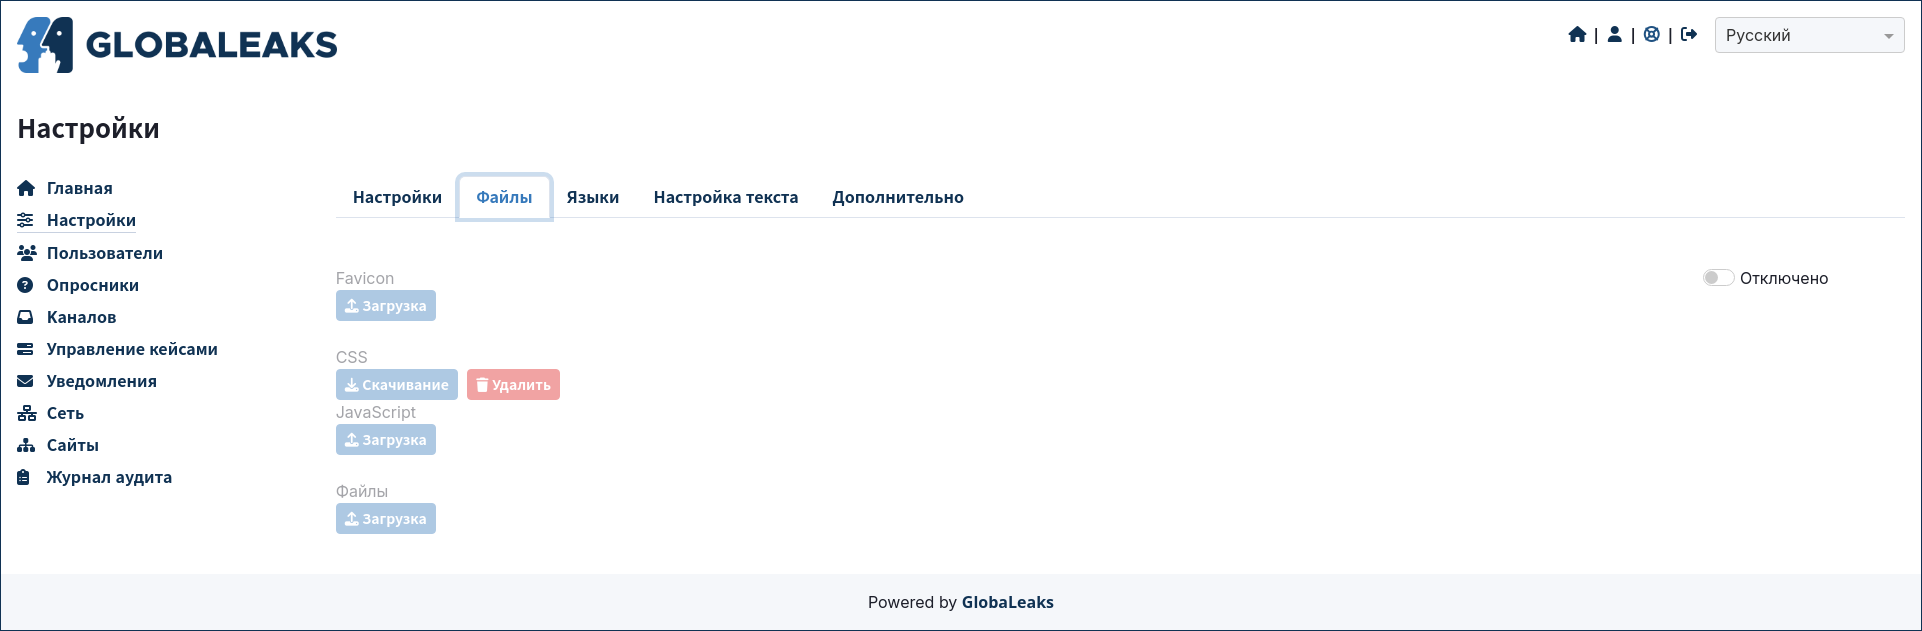 GLOBALEAKS
| | | Русский
Настройки
Главная
Настройки
Пользователи
Опросники
Каналов
Управление кейсами
Уведомления
Сеть
Сайты
Журнал аудита
Настройки Файлы Языки Настройка текста Дополнительно
Favicon
Загрузка
Отключено
CSS
Скачивание Удалить
JavaScript
Загрузка
Файлы
Загрузка
Powered by GlobaLeaks